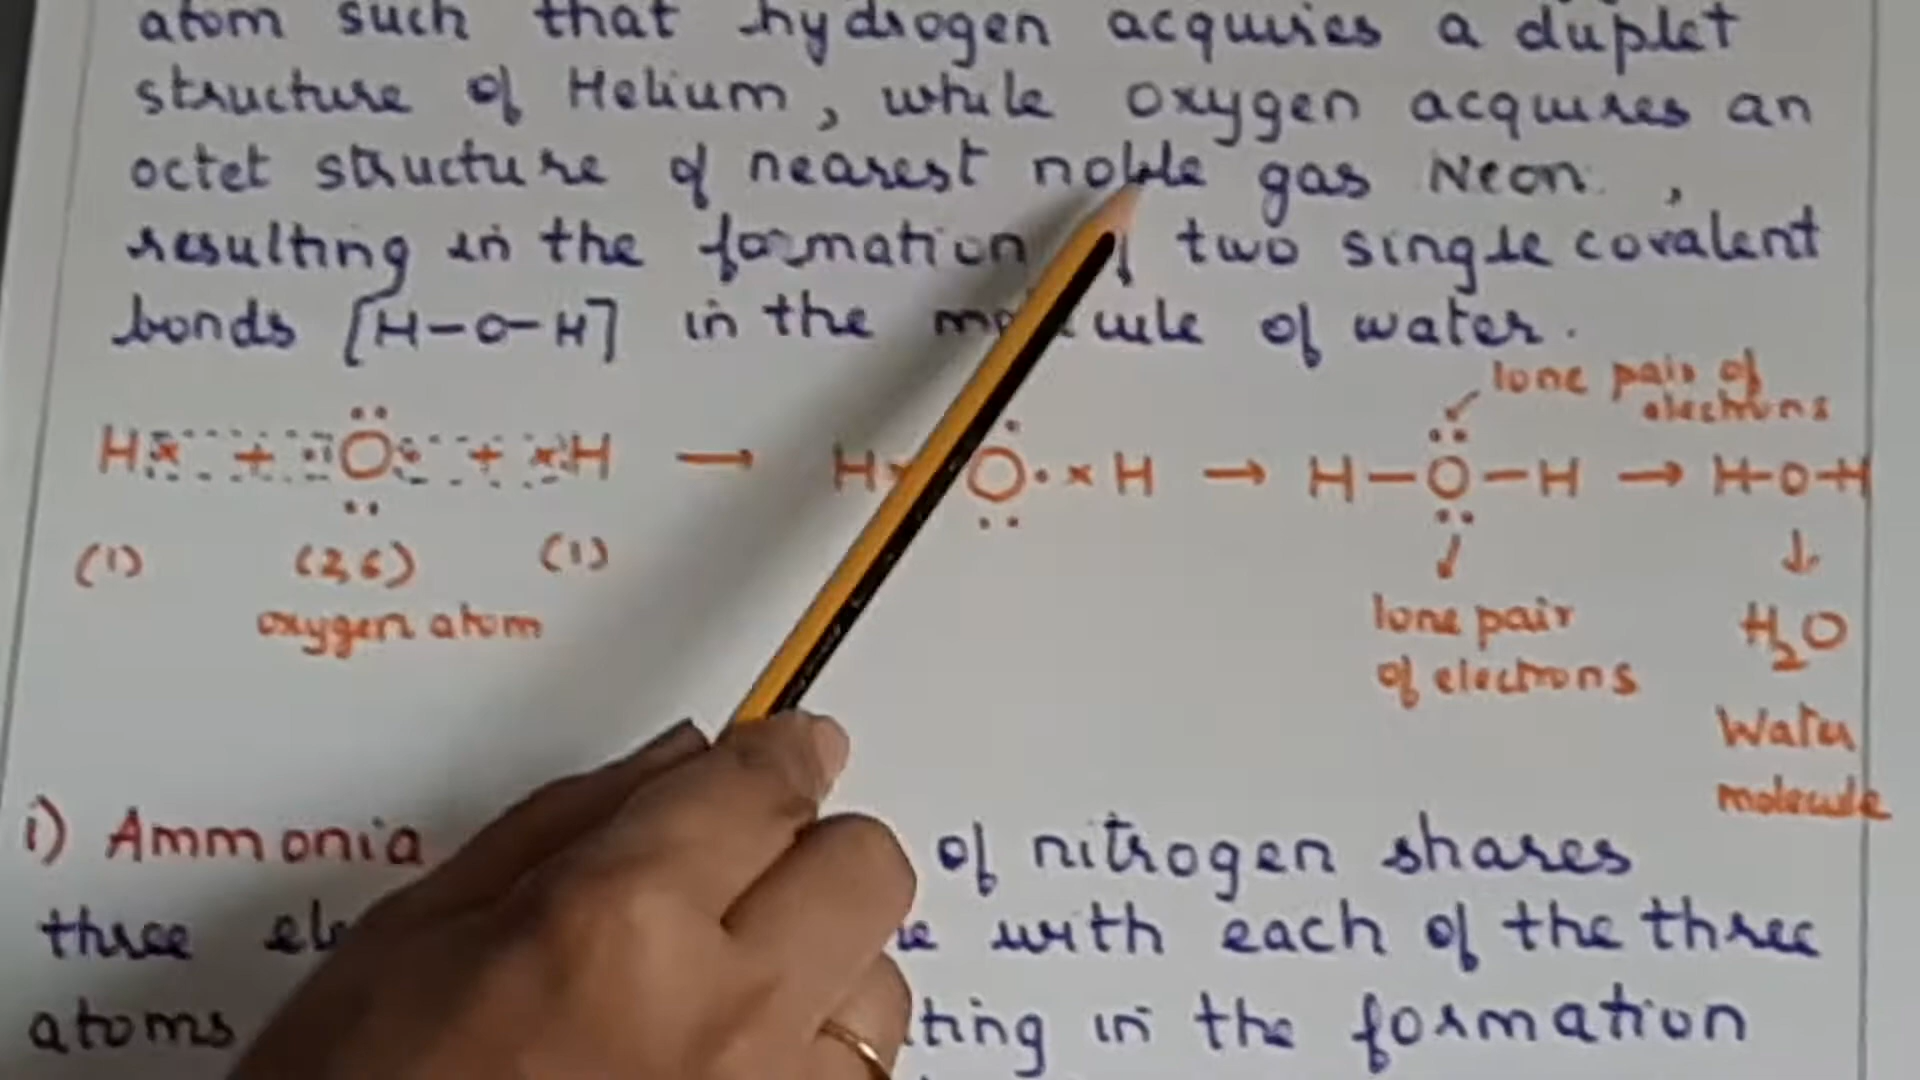 atom such that hydrogen acquires a duplet
structure of Helium, while oxygen acquires an
octet structure of nearest noble gas Neon,
resulting in the formation two single covalent
bonds [H-O-H] in the molecule of water.
lone pair of
electrons
H× + O + ×H → H× O·×H → H-O-H → H-O-H
(1) (2,6) (1)
oxygen atom
lone pair
of electrons
H₂O
Water
molecule
i) Ammonia of nitrogen shares
three with each of the three
atoms in the formation